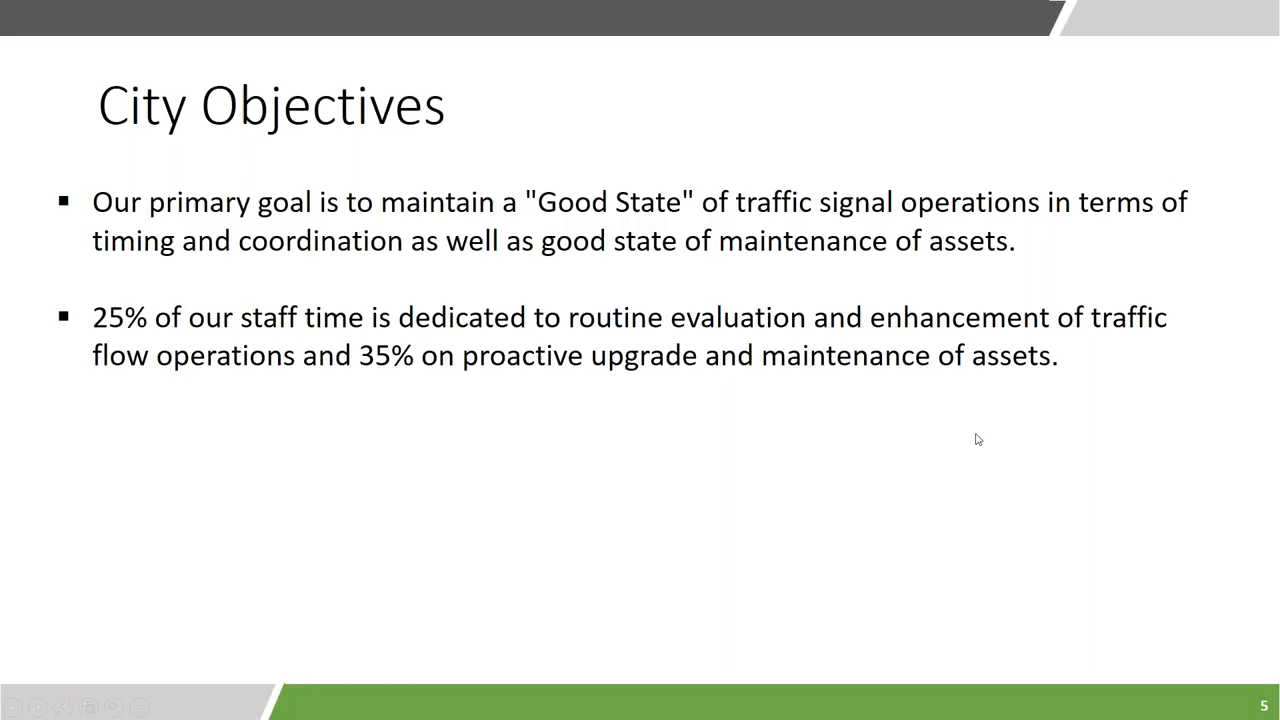 City Objectives
▪ Our primary goal is to maintain a "Good State" of traffic signal operations in terms of
timing and coordination as well as good state of maintenance of assets.
▪ 25% of our staff time is dedicated to routine evaluation and enhancement of traffic
flow operations and 35% on proactive upgrade and maintenance of assets.
5